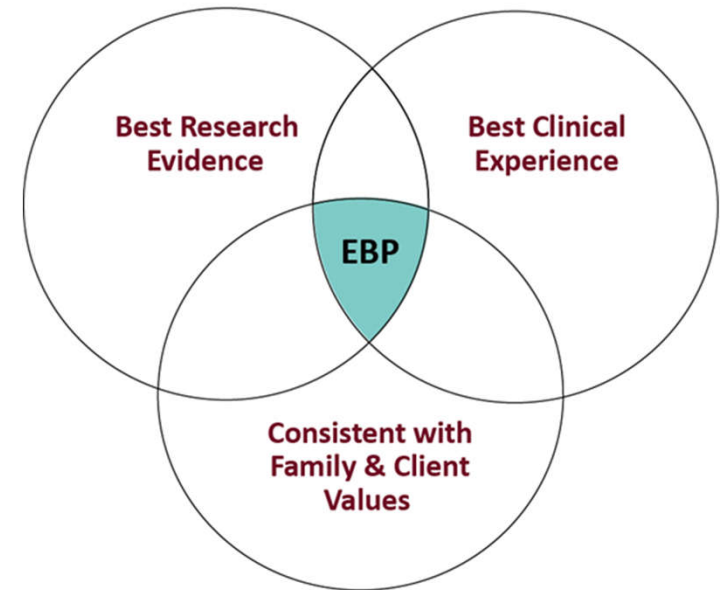 Best Research
Evidence
Best Clinical
Experience
EBP
Consistent with
Family & Client
Values